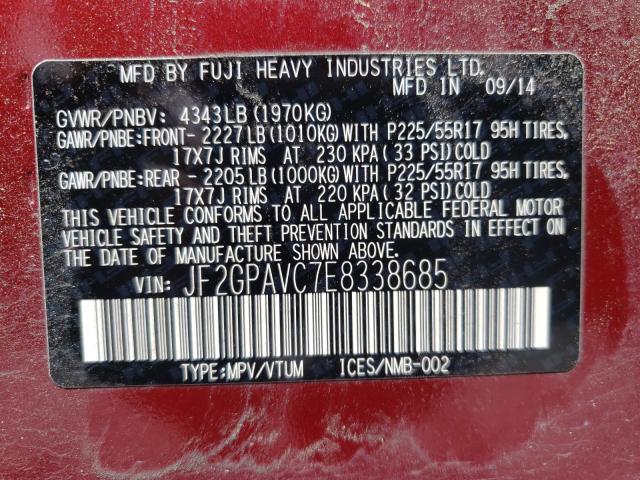 MFD BY FUJI HEAVY INDUSTRIES LTD.
MFD IN 09/14
GVWR/PNBV: 4343LB(1970KG)
GAWR/PNBE:FRONT- 2227LB(1010KG)WITH P225/55R17 95H TIRES,
17X7J RIMS AT 230 KPA(33 PSI)COLD
GAWR/PNBE:REAR - 2205LB(1000KG)WITH P225/55R17 95H TIRES,
17X7J RIMS AT 220 KPA(32 PSI)COLD
THIS VEHICLE CONFORMS TO ALL APPLICABLE FEDERAL MOTOR
VEHICLE SAFETY AND THEFT PREVENTION STANDARDS IN EFFECT ON
THE DATE OF MANUFACTURE SHOWN ABOVE.
VIN: JF2GPAVC7E8338685
TYPE:MPV/VTUM ICES/NMB-002